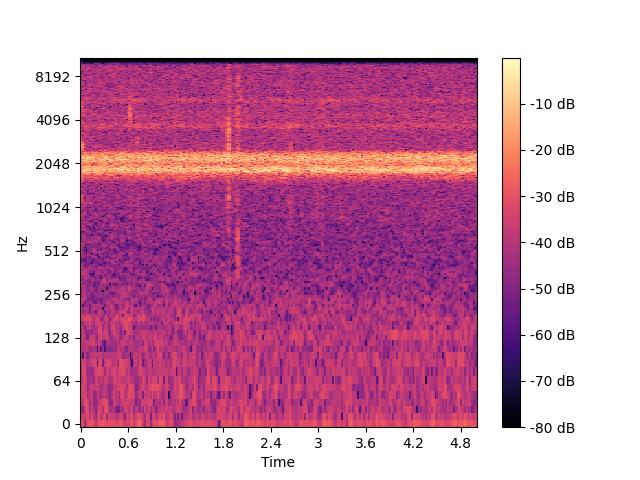 8192
4096
2048
1024
512
256
128
64
0
Hz
0 0.6 1.2 1.8 2.4 3 3.6 4.2 4.8
Time
-10 dB
-20 dB
-30 dB
-40 dB
-50 dB
-60 dB
-70 dB
-80 dB